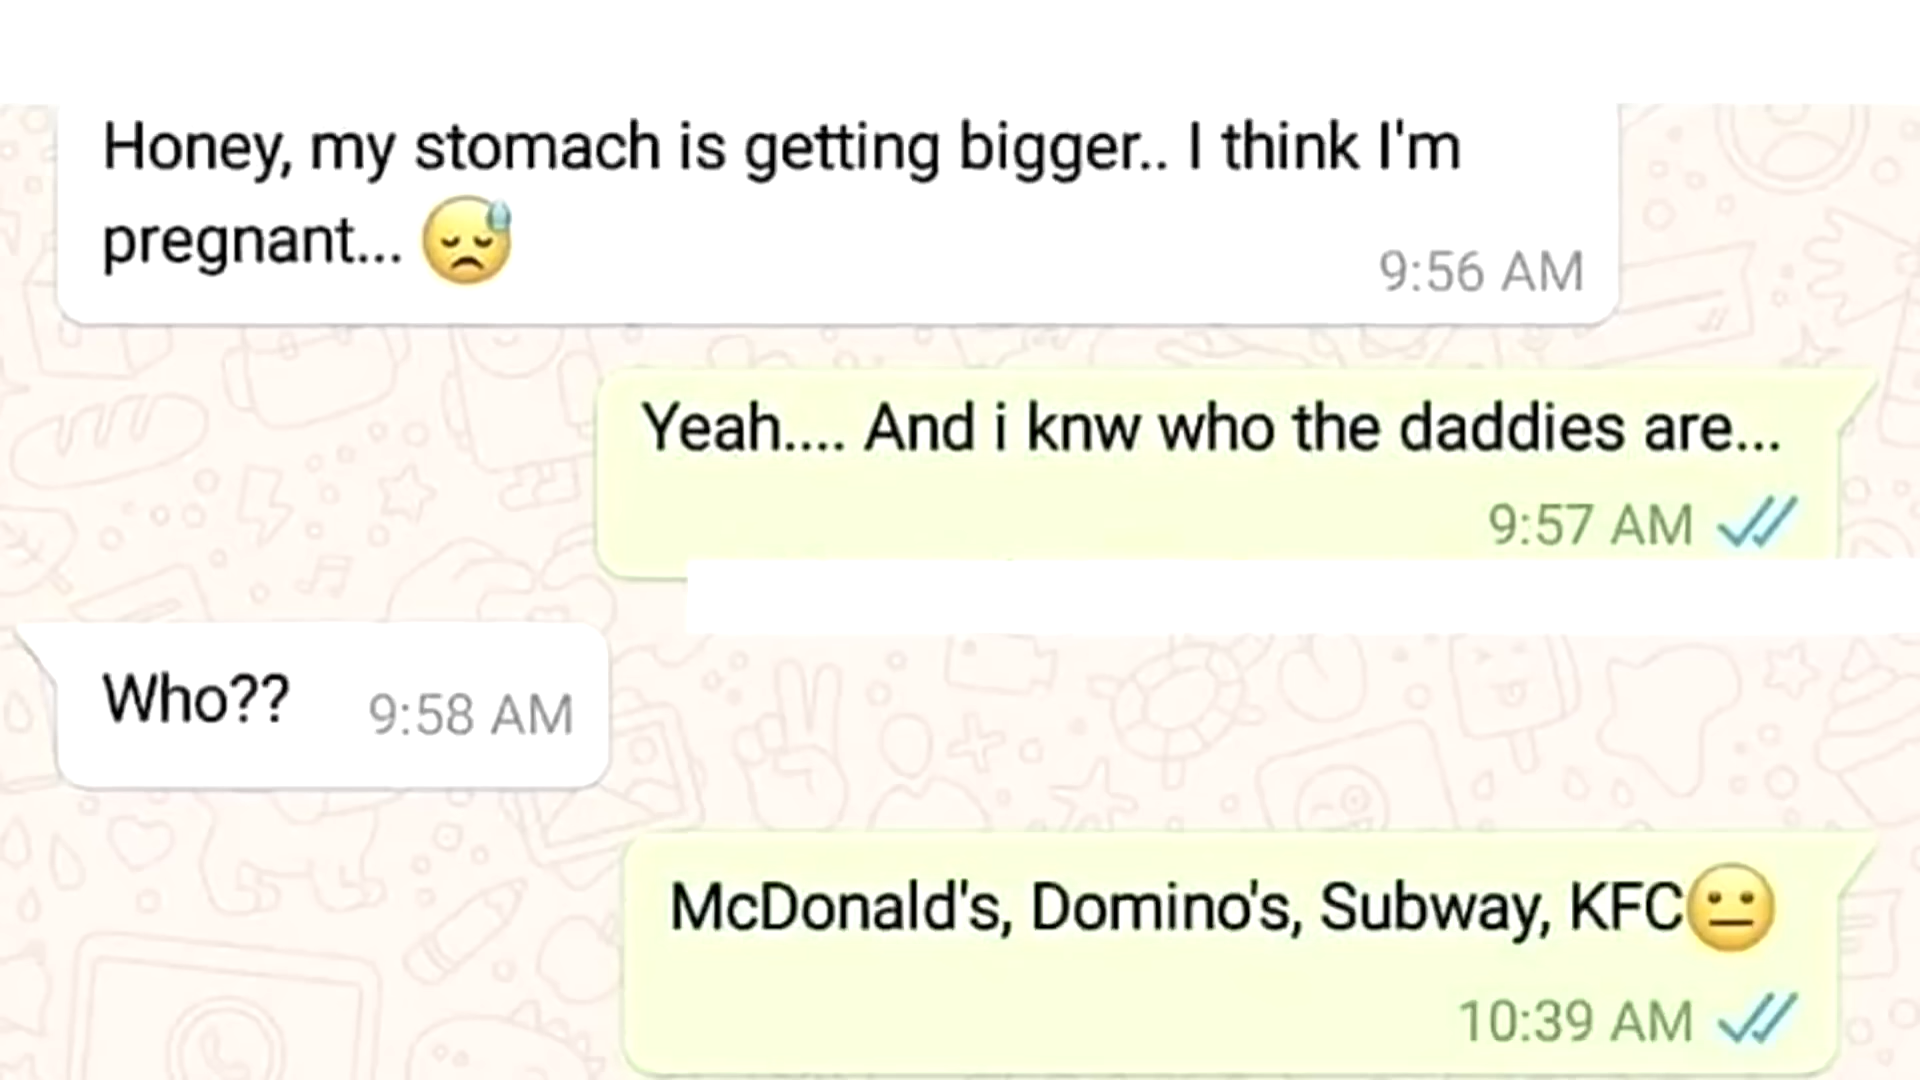 Honey, my stomach is getting bigger.. I think I'm
pregnant... 😓
9:56 AM
Yeah.... And i knw who the daddies are...
9:57 AM
Who??
9:58 AM
McDonald's, Domino's, Subway, KFC😐
10:39 AM